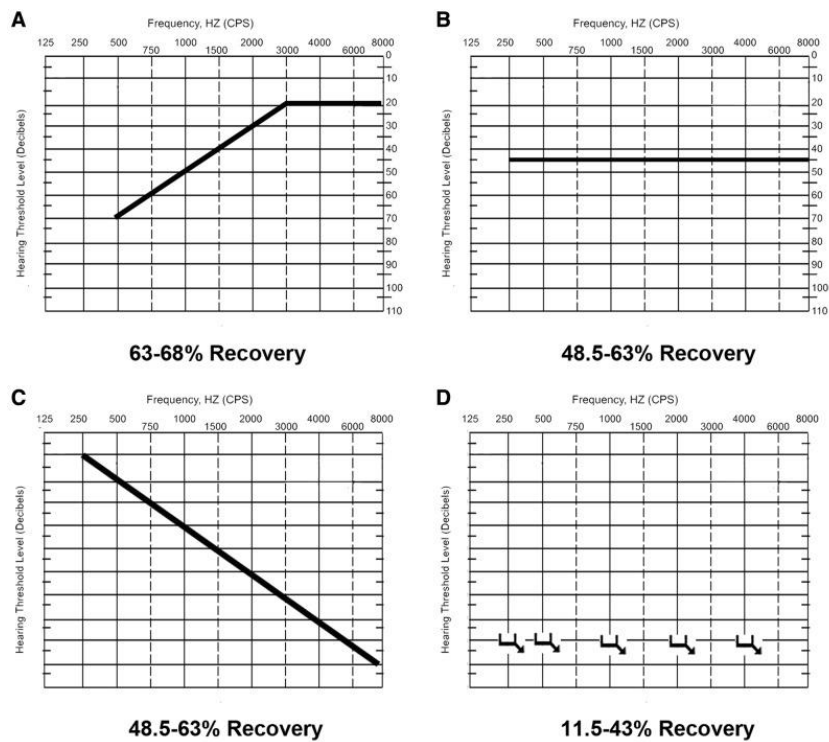 A
Frequency, HZ (CPS)
125 250 500 750 1000 1500 2000 3000 4000 6000 8000
Hearing Threshold Level (Decibels)
0
10
20
30
40
50
60
70
80
90
100
110
63-68% Recovery
B
Frequency, HZ (CPS)
125 250 500 750 1000 1500 2000 3000 4000 6000 8000
Hearing Threshold Level (Decibels)
0
10
20
30
40
50
60
70
80
90
100
110
48.5-63% Recovery
C
Frequency, HZ (CPS)
125 250 500 750 1000 1500 2000 3000 4000 6000 8000
Hearing Threshold Level (Decibels)
48.5-63% Recovery
D
Frequency, HZ (CPS)
125 250 500 750 1000 1500 2000 3000 4000 6000 8000
Hearing Threshold Level (Decibels)
11.5-43% Recovery